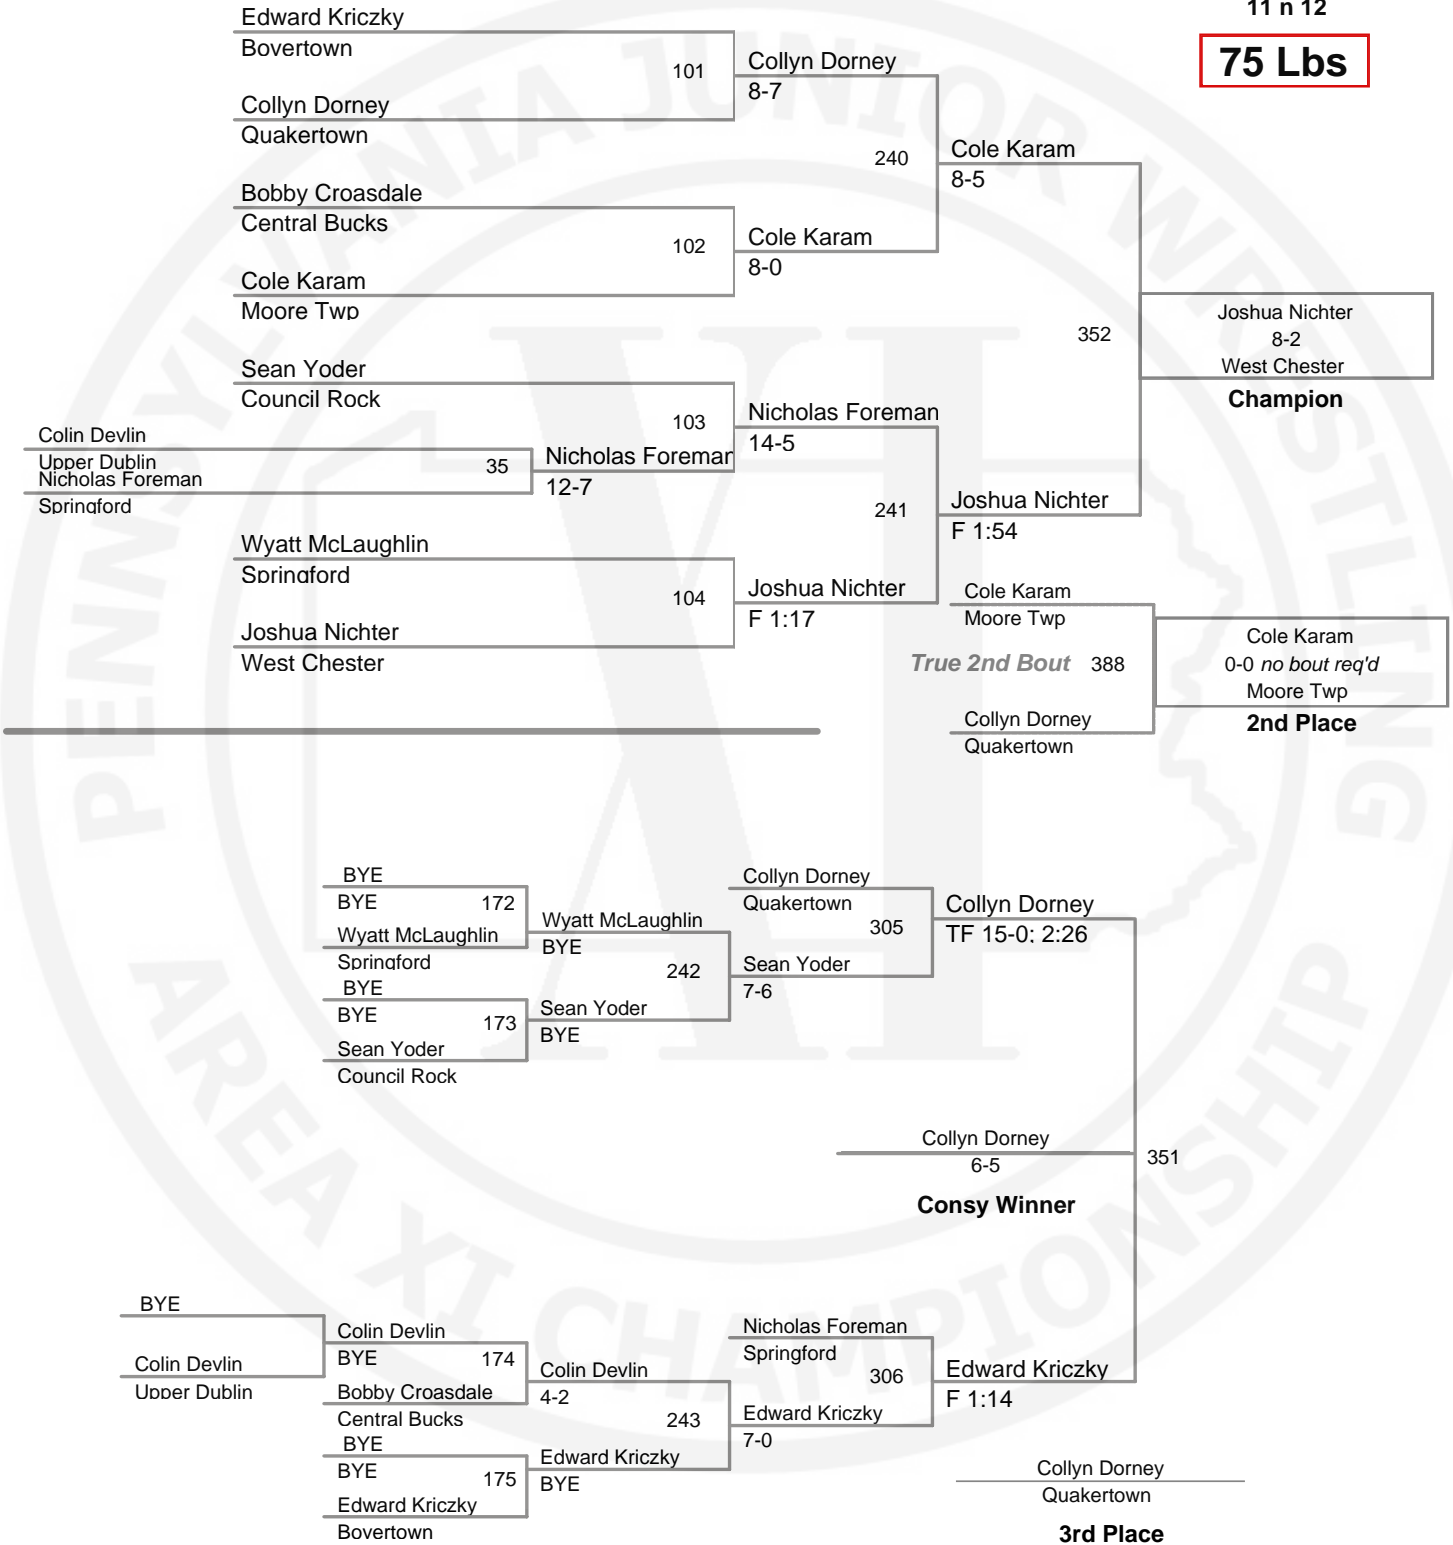 11 n 12
75 Lbs
Edward Kriczky
Boyertown
101
Collyn Dorney
8-7
Collyn Dorney
Quakertown
240
Cole Karam
8-5
Bobby Croasdale
Central Bucks
102
Cole Karam
8-0
Cole Karam
Moore Twp
352
Joshua Nichter
8-2
West Chester
Champion
Sean Yoder
Council Rock
103
Nicholas Foreman
14-5
Colin Devlin
Upper Dublin
35
Nicholas Foreman
12-7
Nicholas Foreman
Springford
241
Joshua Nichter
F 1:54
Wyatt McLaughlin
Springford
104
Joshua Nichter
F 1:17
Joshua Nichter
West Chester
Cole Karam
Moore Twp
True 2nd Bout 388
Collyn Dorney
Quakertown
Cole Karam
0-0 no bout req'd
Moore Twp
2nd Place
BYE
BYE
172
Wyatt McLaughlin
Springford
Wyatt McLaughlin
BYE
242
BYE
BYE
173
Sean Yoder
Council Rock
Sean Yoder
BYE
Collyn Dorney
Quakertown
305
Sean Yoder
7-6
Collyn Dorney
TF 15-0; 2:26
Collyn Dorney
6-5
351
Consy Winner
BYE
Colin Devlin
Upper Dublin
Colin Devlin
BYE
174
Bobby Croasdale
Central Bucks
Colin Devlin
4-2
243
BYE
BYE
175
Edward Kriczky
Boyertown
Edward Kriczky
BYE
Nicholas Foreman
Springford
306
Edward Kriczky
7-0
Edward Kriczky
F 1:14
Collyn Dorney
Quakertown
3rd Place
PENNSYLVANIA JUNIOR WRESTLING
AREA XI CHAMPIONSHIP
XI